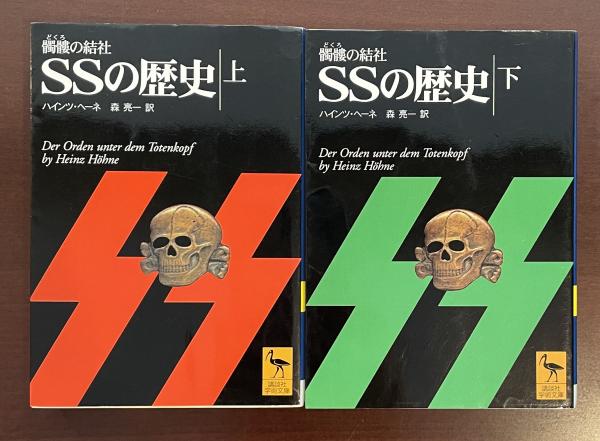 どくろ
髑髏の結社
SSの歴史 上
ハインツ・ヘーネ 森 亮一 訳
Der Orden unter dem Totenkopf
by Heinz Höhne
講談社
学術文庫
どくろ
髑髏の結社
SSの歴史 下
ハインツ・ヘーネ 森 亮一 訳
Der Orden unter dem Totenkopf
by Heinz Höhne
講談社
学術文庫